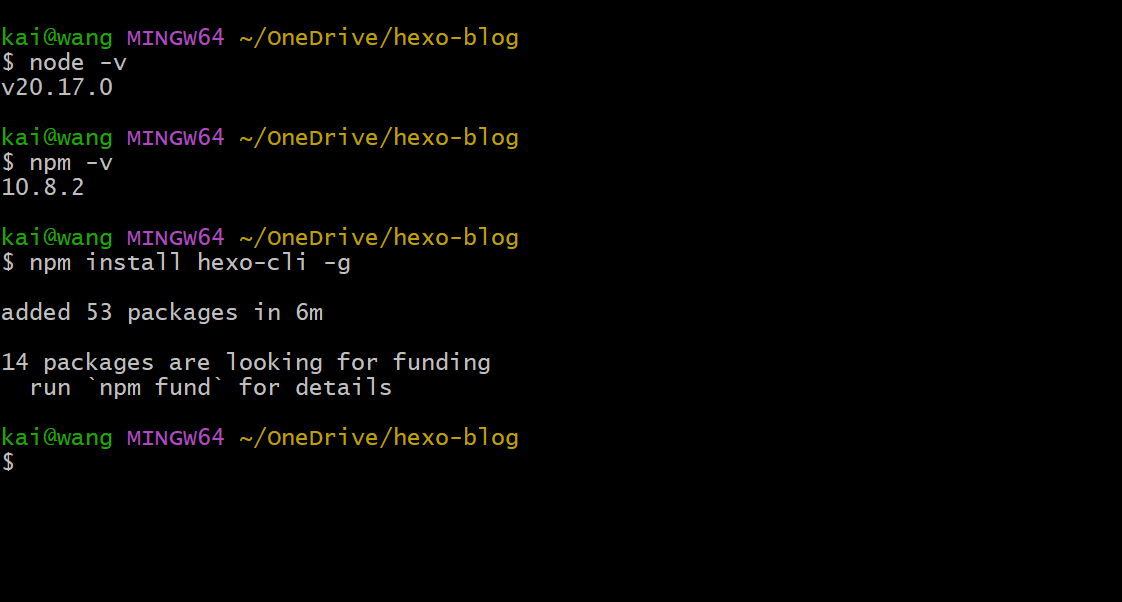 kai@wang MINGW64 ~/OneDrive/hexo-blog
$ node -v
v20.17.0
kai@wang MINGW64 ~/OneDrive/hexo-blog
$ npm -v
10.8.2
kai@wang MINGW64 ~/OneDrive/hexo-blog
$ npm install hexo-cli -g
added 53 packages in 6m
14 packages are looking for funding
  run `npm fund` for details
kai@wang MINGW64 ~/OneDrive/hexo-blog
$